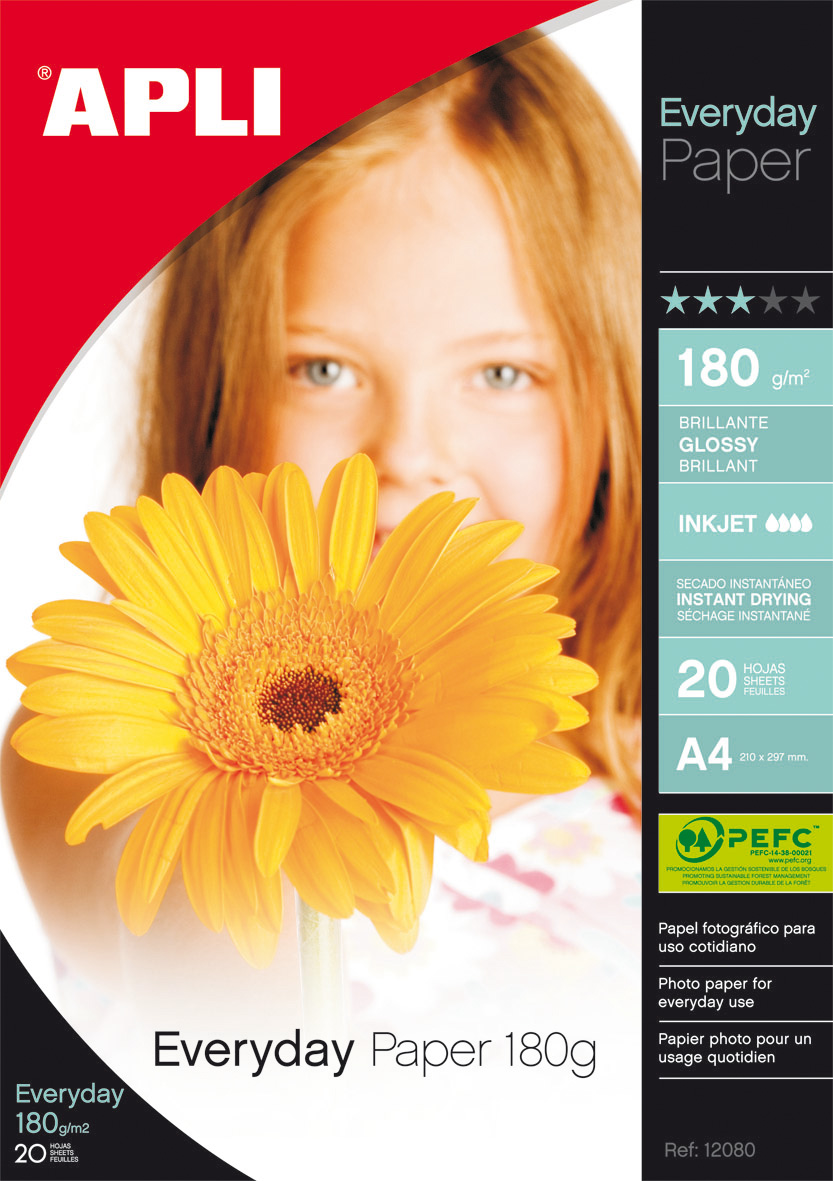 ®APLI
Everyday
Paper
180 g/m²
BRILLANTE
GLOSSY
BRILLANT
INKJET
SECADO INSTANTÁNEO
INSTANT DRYING
SÉCHAGE INSTANTANÉ
20 HOJAS
SHEETS
FEUILLES
A4 210 x 297 mm.
PEFC™
PEFC-14-38-00021
www.pefc.org
PROMOCIONAMOS LA GESTIÓN SOSTENIBLE DE LOS BOSQUES
PROMOTING SUSTAINABLE FOREST MANAGEMENT
PROMOUVOIR LA GESTION DURABLE DE LA FORÊT
Papel fotográfico para
uso cotidiano
Photo paper for
everyday use
Papier photo pour un
usage quotidien
Ref: 12080
Everyday Paper 180g
Everyday
180g/m2
20 HOJAS
SHEETS
FEUILLES